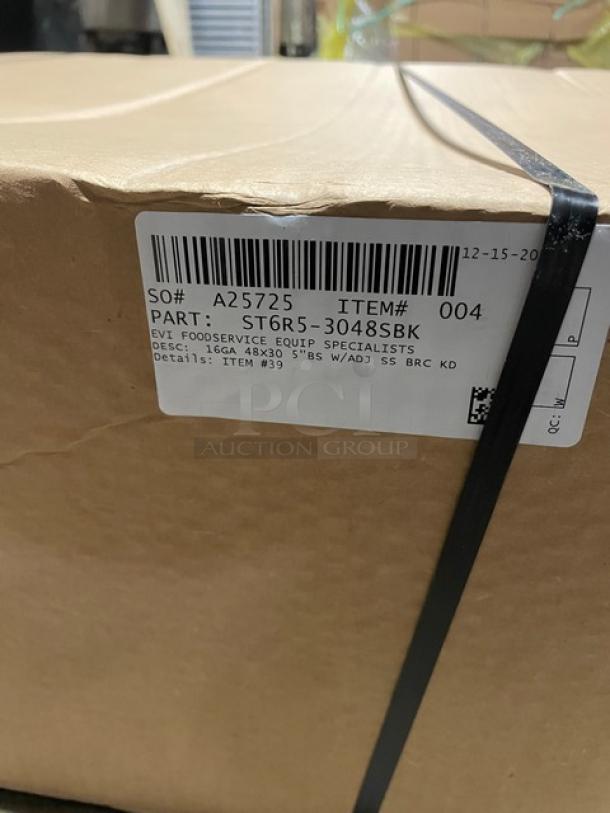 12-15-20
SO# A25725 ITEM# 004
PART: ST6R5-3048SBK
EVI FOODSERVICE EQUIP SPECIALISTS
DESC: 16GA 48X30 5"BS W/ADJ SS BRC KD
Details: ITEM #39
P
QC: W
PCI
AUCTION GROUP